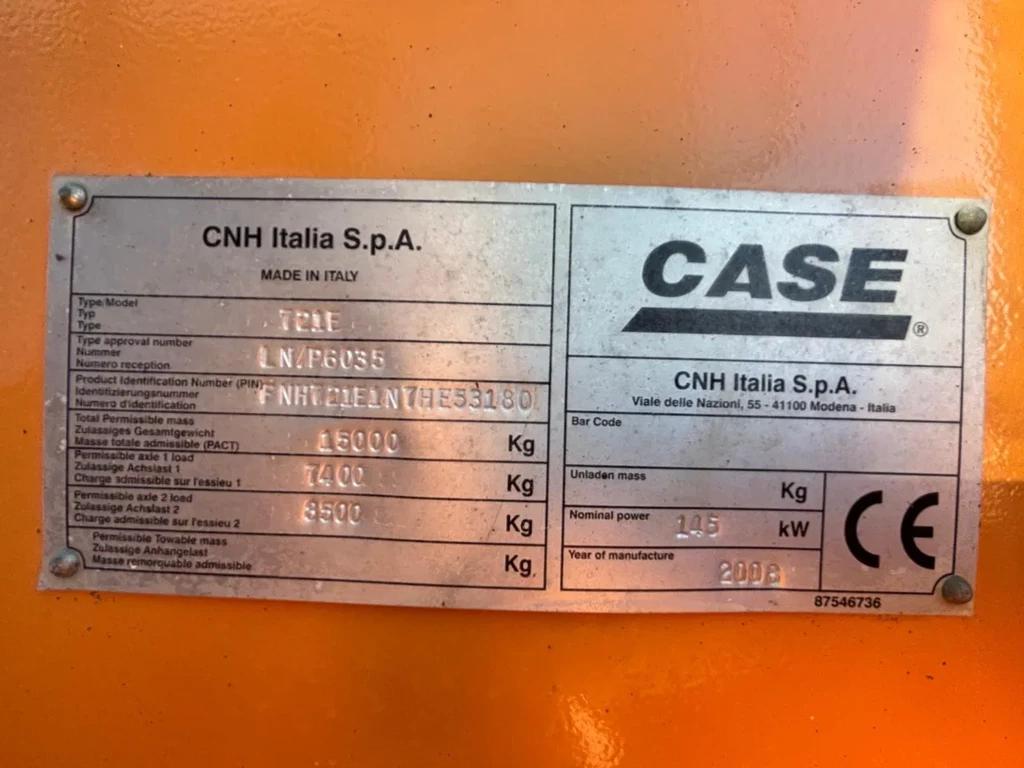 CNH Italia S.p.A.
MADE IN ITALY
Type/Model
Typ
Type
721E
Type approval number
Nummer
Numero reception
LN/P6035
Product Identification Number (PIN)
Identifizierungsnummer
Numero d'identification
FNH721E1N7HE53180
Total Permissible mass
Zulassiges Gesamtgewicht
Masse totale admissible (PACT)
15000 Kg
Permissible axle 1 load
Zulassige Achslast 1
Charge admissible sur l'essieu 1
7400 Kg
Permissible axle 2 load
Zulassige Achslast 2
Charge admissible sur l'essieu 2
8500 Kg
Permissible Towable mass
Zulassige Anhangelast
Masse remorquable admissible
Kg
CASE®
CNH Italia S.p.A.
Viale delle Nazioni, 55 - 41100 Modena - Italia
Bar Code
Unladen mass
Kg
Nominal power 145 kW
Year of manufacture
2008
CE
87546736